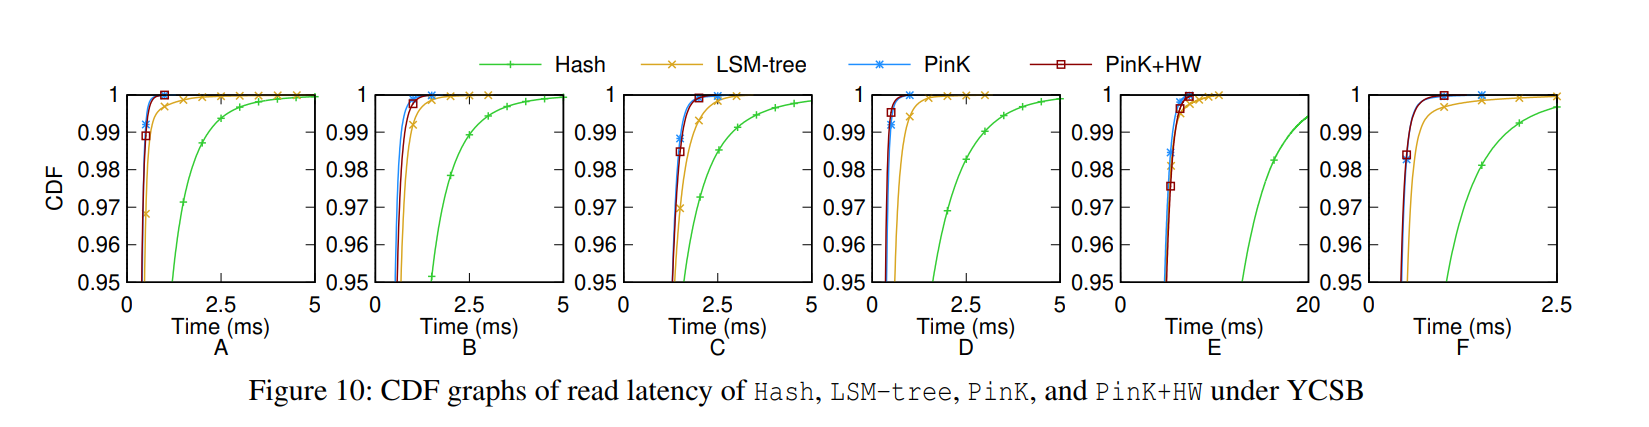 Hash LSM-tree PinK PinK+HW
CDF
1 1 1 1 1 1
0.99 0.99 0.99 0.99 0.99 0.99
0.98 0.98 0.98 0.98 0.98 0.98
0.97 0.97 0.97 0.97 0.97 0.97
0.96 0.96 0.96 0.96 0.96 0.96
0.95 0.95 0.95 0.95 0.95 0.95
0 2.5 5 0 2.5 5 0 2.5 5 0 2.5 5 0 20 0 2.5
Time (ms) Time (ms) Time (ms) Time (ms) Time (ms) Time (ms)
A B C D E F
Figure 10: CDF graphs of read latency of Hash, LSM-tree, PinK, and PinK+HW under YCSB